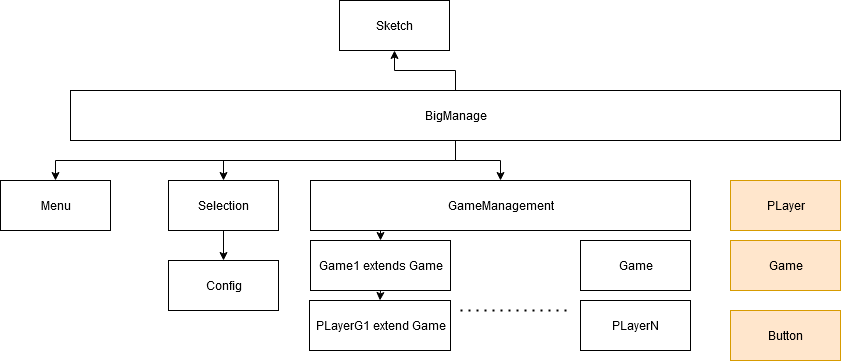 Sketch
BigManage
Menu
Selection
GameManagement
PLayer
Game1 extends Game
Game
Game
Config
PLayerG1 extend Game
PLayerN
Button